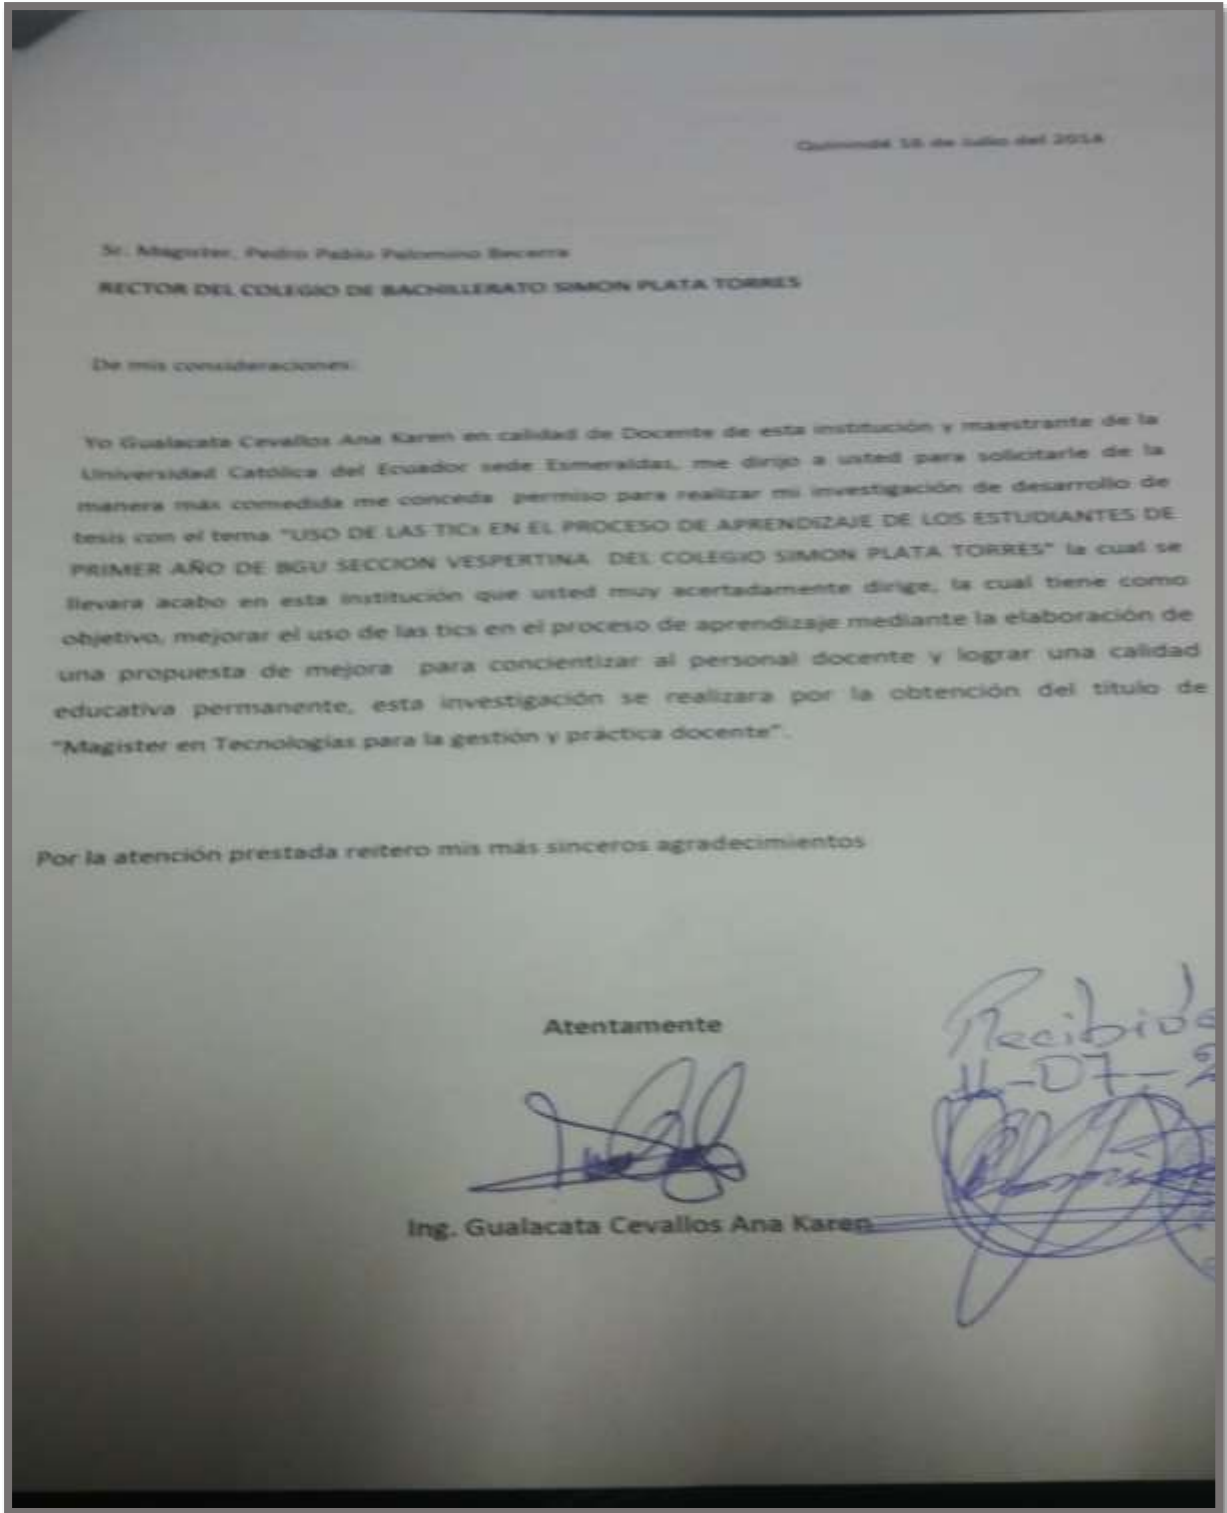 Quinindé 16 de Julio del 2014
Sr. Magister, Pedro Pablo Palomino Becerra
RECTOR DEL COLEGIO DE BACHILLERATO SIMON PLATA TORRES
De mis consideraciones:
Yo Gualacata Cevallos Ana Karen en calidad de Docente de esta institución y maestrante de la
Universidad Católica del Ecuador sede Esmeraldas, me dirijo a usted para solicitarle de la
manera más comedida me conceda permiso para realizar mi investigación de desarrollo de
tesis con el tema "USO DE LAS TICs EN EL PROCESO DE APRENDIZAJE DE LOS ESTUDIANTES DE
PRIMER AÑO DE BGU SECCION VESPERTINA DEL COLEGIO SIMON PLATA TORRES" la cual se
llevara acabo en esta institución que usted muy acertadamente dirige, la cual tiene como
objetivo, mejorar el uso de las tics en el proceso de aprendizaje mediante la elaboración de
una propuesta de mejora para concientizar al personal docente y lograr una calidad
educativa permanente, esta investigación se realizara por la obtención del título de
"Magister en Tecnologías para la gestión y práctica docente".
Por la atención prestada reitero mis más sinceros agradecimientos
Atentamente
Recibido
-07-2
Ing. Gualacata Cevallos Ana Karen